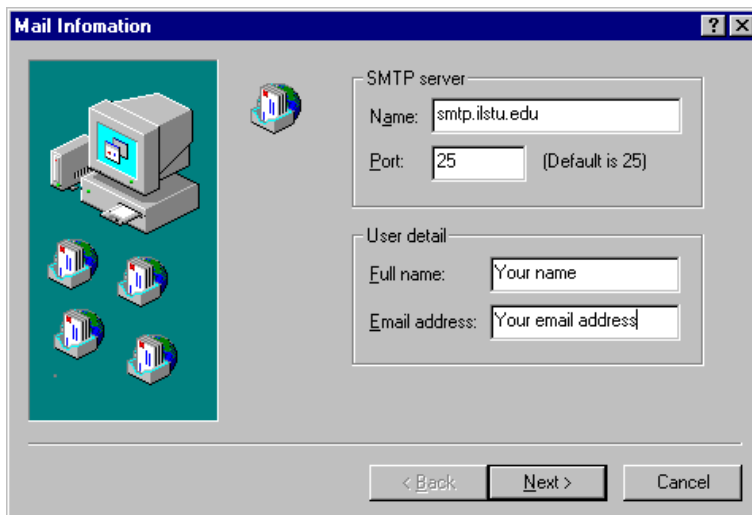 Mail Infomation
SMTP server
Name: smtp.ilstu.edu
Port: 25 (Default is 25)
User detail
Full name: Your name
Email address: Your email address
< Back Next > Cancel